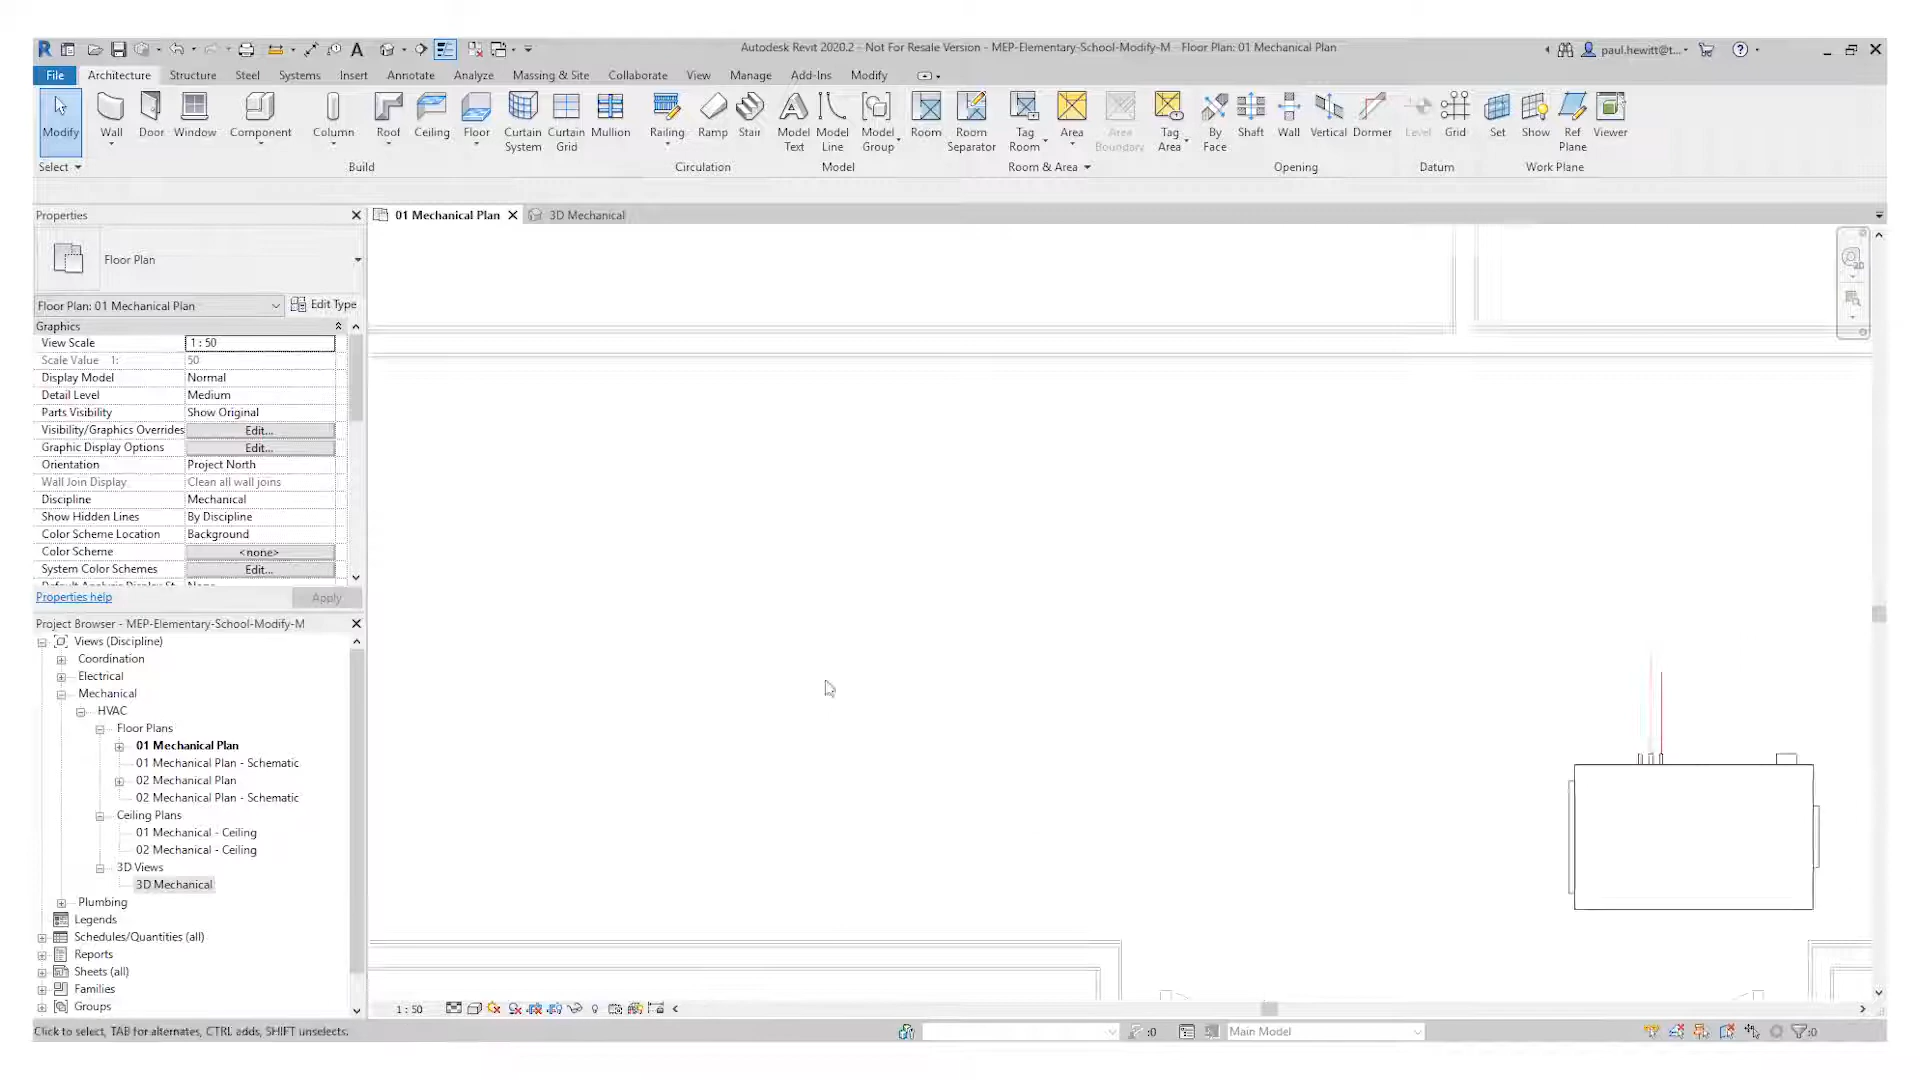 Autodesk Revit 2020.2 - Not For Resale Version - MEP-Elementary-School-Modify-M - Floor Plan: 01 Mechanical Plan
paul.hewitt@t...
File Architecture Structure Steel Systems Insert Annotate Analyze Massing & Site Collaborate View Manage Add-Ins Modify
Modify Wall Door Window Component Column Roof Ceiling Floor Curtain System Curtain Grid Mullion Railing Ramp Stair Model Text Model Line Model Group Room Room Separator Tag Room Area Area Boundary Tag Area By Face Shaft Wall Vertical Dormer Level Grid Set Show Ref Plane Viewer
Select Build Circulation Model Room & Area Opening Datum Work Plane
Properties
01 Mechanical Plan 3D Mechanical
Floor Plan
Floor Plan: 01 Mechanical Plan Edit Type
Graphics
View Scale 1 : 50
Scale Value 1: 50
Display Model Normal
Detail Level Medium
Parts Visibility Show Original
Visibility/Graphics Overrides Edit...
Graphic Display Options Edit...
Orientation Project North
Wall Join Display Clean all wall joins
Discipline Mechanical
Show Hidden Lines By Discipline
Color Scheme Location Background
Color Scheme <none>
System Color Schemes Edit...
Properties help Apply
Project Browser - MEP-Elementary-School-Modify-M
Views (Discipline)
Coordination
Electrical
Mechanical
HVAC
Floor Plans
01 Mechanical Plan
01 Mechanical Plan - Schematic
02 Mechanical Plan
02 Mechanical Plan - Schematic
Ceiling Plans
01 Mechanical - Ceiling
02 Mechanical - Ceiling
3D Views
3D Mechanical
Plumbing
Legends
Schedules/Quantities (all)
Reports
Sheets (all)
Families
Groups
1 : 50
Click to select, TAB for alternates, CTRL adds, SHIFT unselects.
:0
Main Model
:0